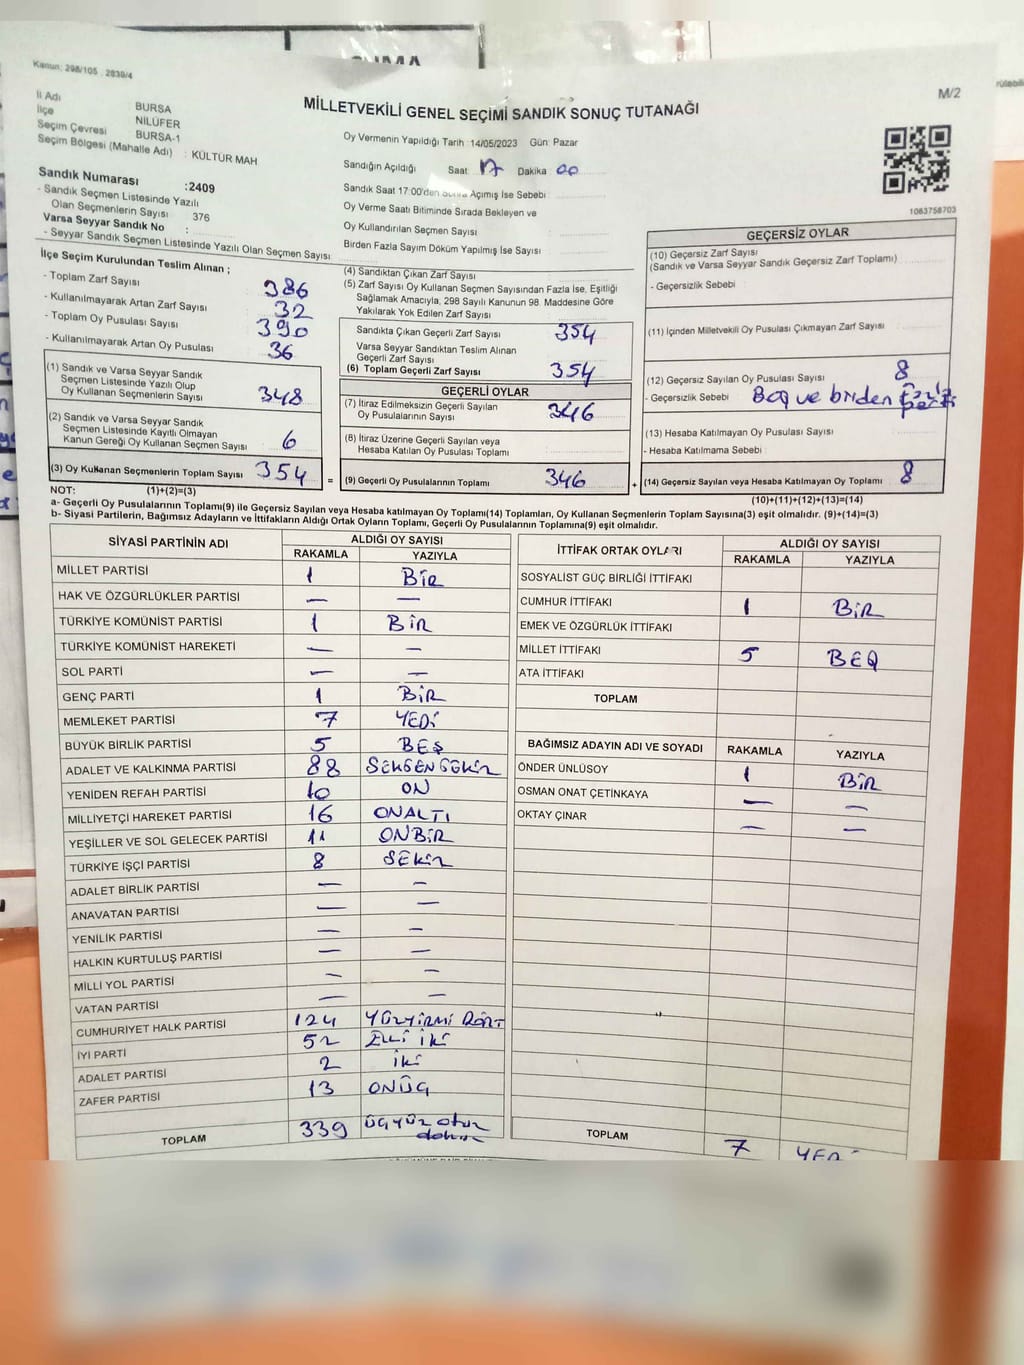 Kanun: 298/105 , 2839/4
M/2
MİLLETVEKİLİ GENEL SEÇİMİ SANDIK SONUÇ TUTANAĞI
İl Adı BURSA
İlçe NİLÜFER
Seçim Çevresi BURSA-1
Seçim Bölgesi (Mahalle Adı) : KÜLTÜR MAH
Sandık Numarası :2409
- Sandık Seçmen Listesinde Yazılı
Olan Seçmenlerin Sayısı 376
Varsa Seyyar Sandık No :
- Seyyar Sandık Seçmen Listesinde Yazılı Olan Seçmen Sayısı
Oy Vermenin Yapıldığı Tarih :14/05/2023 Gün: Pazar
Sandığın Açıldığı Saat 17 Dakika 00
Sandık Saat 17:00'den Sonra Açımış İse Sebebi :
Oy Verme Saati Bitiminde Sırada Bekleyen ve
Oy Kullandırılan Seçmen Sayısı :
Birden Fazla Sayım Döküm Yapılmış İse Sayısı
1063758703
İlçe Seçim Kurulundan Teslim Alınan ;
- Toplam Zarf Sayısı 386
- Kullanılmayarak Artan Zarf Sayısı 32
- Toplam Oy Pusulası Sayısı 390
- Kullanılmayarak Artan Oy Pusulası 36
(1) Sandık ve Varsa Seyyar Sandık
Seçmen Listesinde Yazılı Olup
Oy Kullanan Seçmenlerin Sayısı 348
(2) Sandık ve Varsa Seyyar Sandık
Seçmen Listesinde Kayıtlı Olmayan
Kanun Gereği Oy Kullanan Seçmen Sayısı 6
(3) Oy Kullanan Seçmenlerin Toplam Sayısı 354
(4) Sandıktan Çıkan Zarf Sayısı
(5) Zarf Sayısı Oy Kullanan Seçmen Sayısından Fazla İse, Eşitliği
Sağlamak Amacıyla, 298 Sayılı Kanunun 98. Maddesine Göre
Yakılarak Yok Edilen Zarf Sayısı
Sandıkta Çıkan Geçerli Zarf Sayısı 354
Varsa Seyyar Sandıktan Teslim Alınan
Geçerli Zarf Sayısı
(6) Toplam Geçerli Zarf Sayısı 354
GEÇERLİ OYLAR
(7) İtiraz Edilmeksizin Geçerli Sayılan
Oy Pusulalarının Sayısı 346
(8) İtiraz Üzerine Geçerli Sayılan veya
Hesaba Katılan Oy Pusulası Toplamı
= (9) Geçerli Oy Pusulalarının Toplamı 346
GEÇERSİZ OYLAR
(10) Geçersiz Zarf Sayısı
(Sandık ve Varsa Seyyar Sandık Geçersiz Zarf Toplamı)
- Geçersizlik Sebebi :
(11) İçinden Milletvekili Oy Pusulası Çıkmayan Zarf Sayısı
(12) Geçersiz Sayılan Oy Pusulası Sayısı 8
- Geçersizlik Sebebi : Boş ve birden fazla
(13) Hesaba Katılmayan Oy Pusulası Sayısı
- Hesaba Katılmama Sebebi :
+ (14) Geçersiz Sayılan veya Hesaba Katılmayan Oy Toplamı 8
NOT: (1)+(2)=(3) (10)+(11)+(12)+(13)=(14)
a- Geçerli Oy Pusulalarının Toplamı(9) ile Geçersiz Sayılan veya Hesaba katılmayan Oy Toplamı(14) Toplamları, Oy Kullanan Seçmenlerin Toplam Sayısına(3) eşit olmalıdır. (9)+(14)=(3)
b- Siyasi Partilerin, Bağımsız Adayların ve İttifakların Aldığı Ortak Oyların Toplamı, Geçerli Oy Pusulalarının Toplamına(9) eşit olmalıdır.
SİYASİ PARTİNİN ADI ALDIĞI OY SAYISI
RAKAMLA YAZIYLA
MİLLET PARTİSİ 1 BİR
HAK VE ÖZGÜRLÜKLER PARTİSİ — —
TÜRKİYE KOMÜNİST PARTİSİ 1 BİR
TÜRKİYE KOMÜNİST HAREKETİ — —
SOL PARTİ — —
GENÇ PARTİ 1 BİR
MEMLEKET PARTİSİ 7 YEDİ
BÜYÜK BİRLİK PARTİSİ 5 BEŞ
ADALET VE KALKINMA PARTİSİ 88 SEKSENSEKİZ
YENİDEN REFAH PARTİSİ 10 ON
MİLLİYETÇİ HAREKET PARTİSİ 16 ONALTI
YEŞİLLER VE SOL GELECEK PARTİSİ 11 ONBİR
TÜRKİYE İŞÇİ PARTİSİ 8 SEKİZ
ADALET BİRLİK PARTİSİ — —
ANAVATAN PARTİSİ — —
YENİLİK PARTİSİ — —
HALKIN KURTULUŞ PARTİSİ — —
MİLLİ YOL PARTİSİ — —
VATAN PARTİSİ — —
CUMHURİYET HALK PARTİSİ 124 YÜZYİRMİ DÖRT
İYİ PARTİ 52 ELLİ İKİ
ADALET PARTİSİ 2 İKİ
ZAFER PARTİSİ 13 ONÜÇ
TOPLAM 339 üçyüz otuz
dokuz
İTTİFAK ORTAK OYLARI ALDIĞI OY SAYISI
RAKAMLA YAZIYLA
SOSYALİST GÜÇ BİRLİĞİ İTTİFAKI
CUMHUR İTTİFAKI 1 BİR
EMEK VE ÖZGÜRLÜK İTTİFAKI
MİLLET İTTİFAKI 5 BEŞ
ATA İTTİFAKI
TOPLAM
BAĞIMSIZ ADAYIN ADI VE SOYADI RAKAMLA YAZIYLA
ÖNDER ÜNLÜSOY 1 BİR
OSMAN ONAT ÇETİNKAYA — —
OKTAY ÇINAR — —
TOPLAM 7 YEDİ